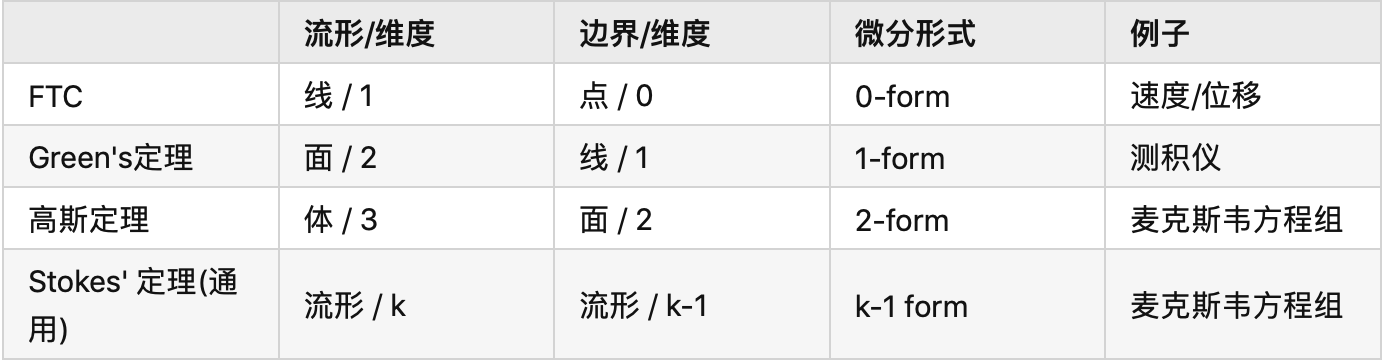 流形/维度 边界/维度 微分形式 例子
FTC 线 / 1 点 / 0 0-form 速度/位移
Green's定理 面 / 2 线 / 1 1-form 测积仪
高斯定理 体 / 3 面 / 2 2-form 麦克斯韦方程组
Stokes' 定理(通
用) 流形 / k 流形 / k-1 k-1 form 麦克斯韦方程组